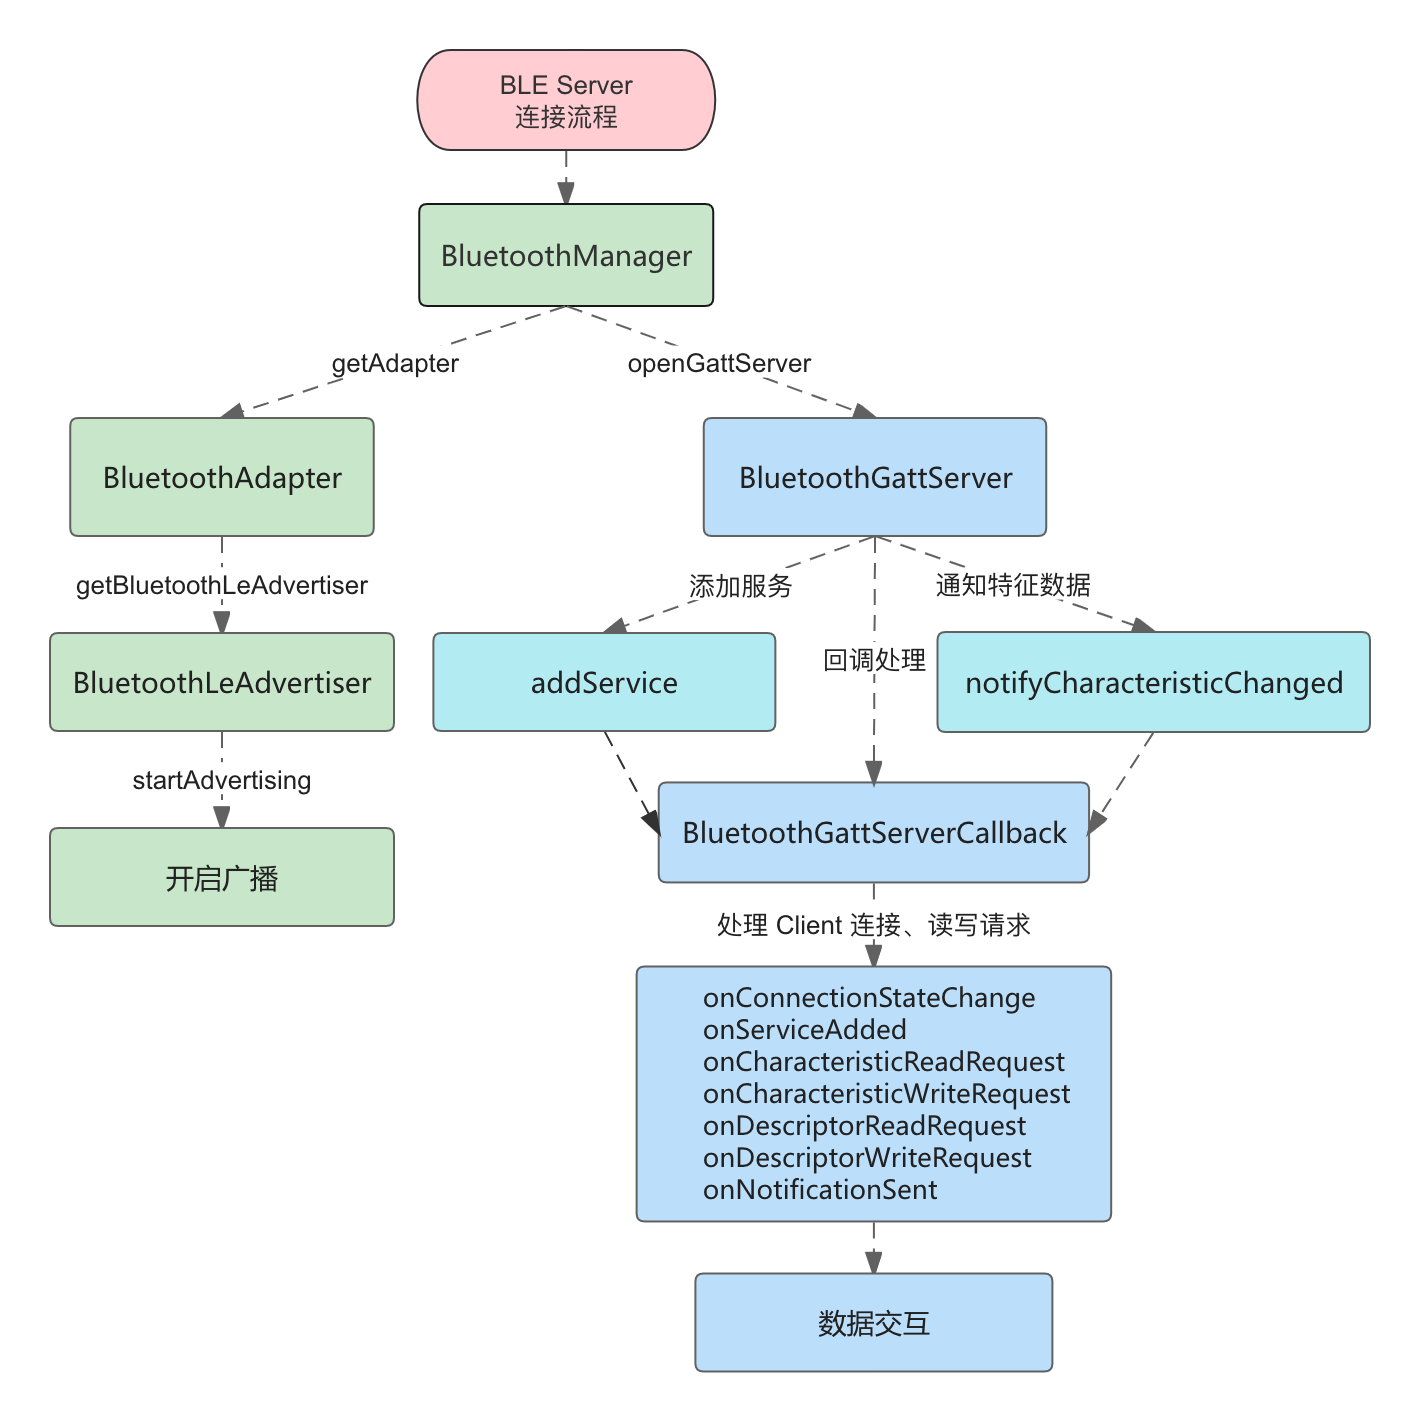 BLE Server
连接流程
BluetoothManager
getAdapter
openGattServer
BluetoothAdapter
BluetoothGattServer
getBluetoothLeAdvertiser
添加服务
通知特征数据
回调处理
BluetoothLeAdvertiser
addService
notifyCharacteristicChanged
startAdvertising
BluetoothGattServerCallback
开启广播
处理 Client 连接、读写请求
onConnectionStateChange
onServiceAdded
onCharacteristicReadRequest
onCharacteristicWriteRequest
onDescriptorReadRequest
onDescriptorWriteRequest
onNotificationSent
数据交互